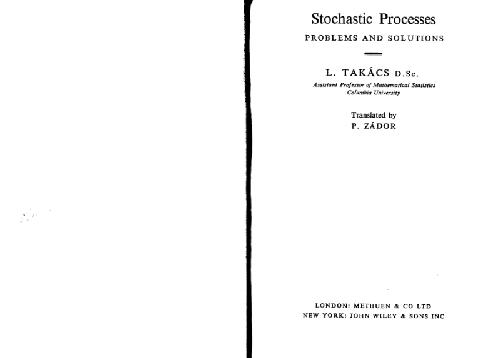 Stochastic Processes
PROBLEMS AND SOLUTIONS
L. TAKÁCS D.Sc.
Assistant Professor of Mathematical Statistics
Columbia University
Translated by
P. ZÁDOR
LONDON: METHUEN & CO LTD
NEW YORK: JOHN WILEY & SONS INC